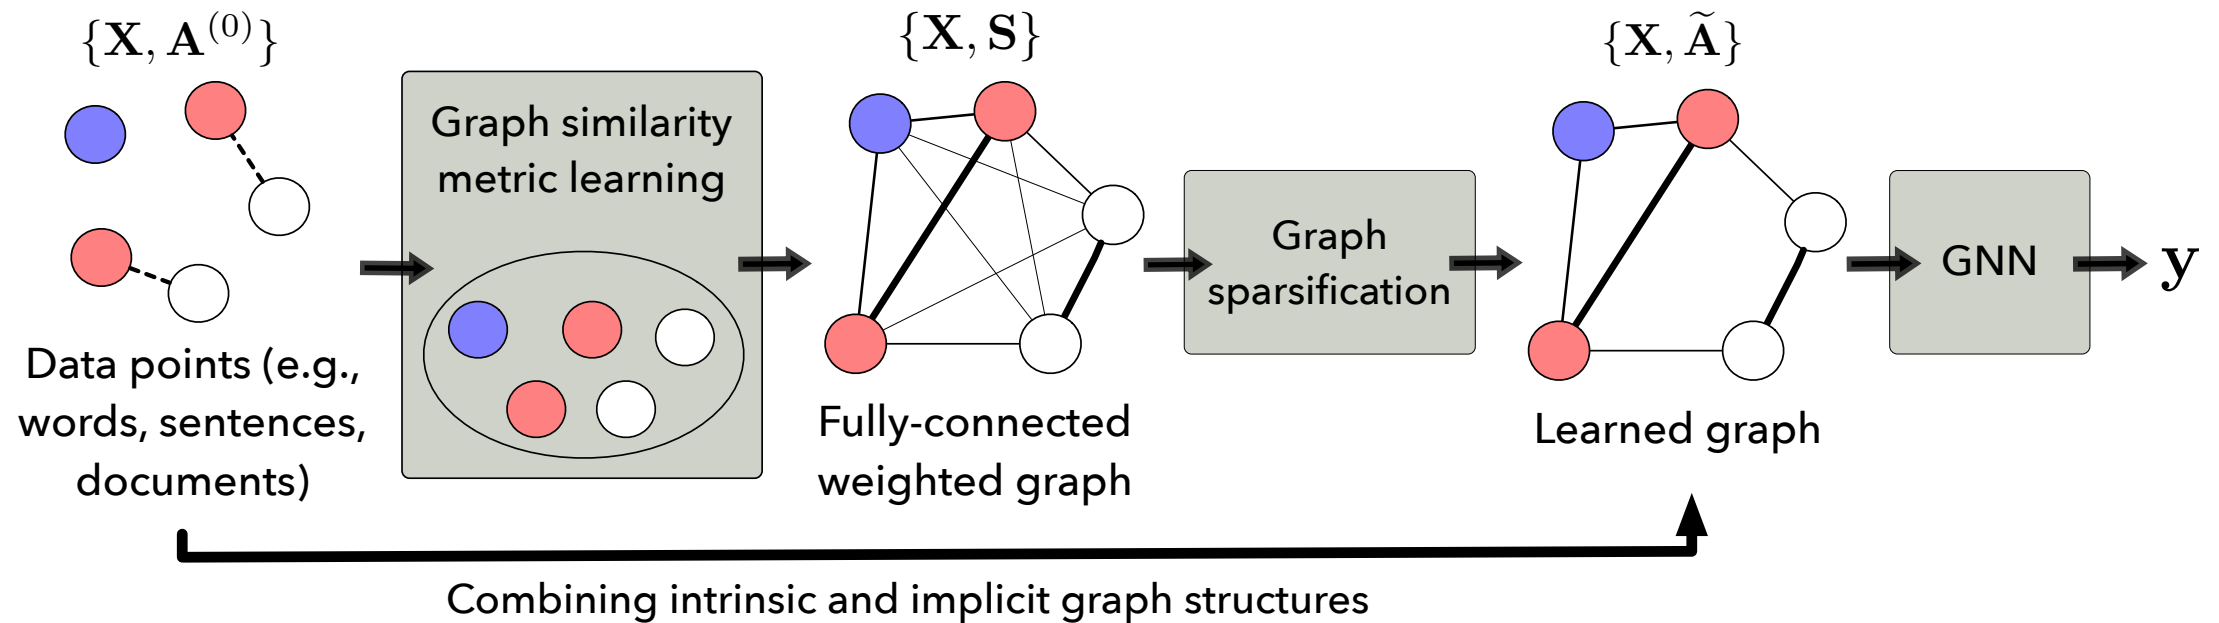 {X, A⁽⁰⁾}
Data points (e.g.,
words, sentences,
documents)
Graph similarity
metric learning
{X, S}
Fully-connected
weighted graph
Graph
sparsification
{X, Ã}
Learned graph
GNN
y
Combining intrinsic and implicit graph structures